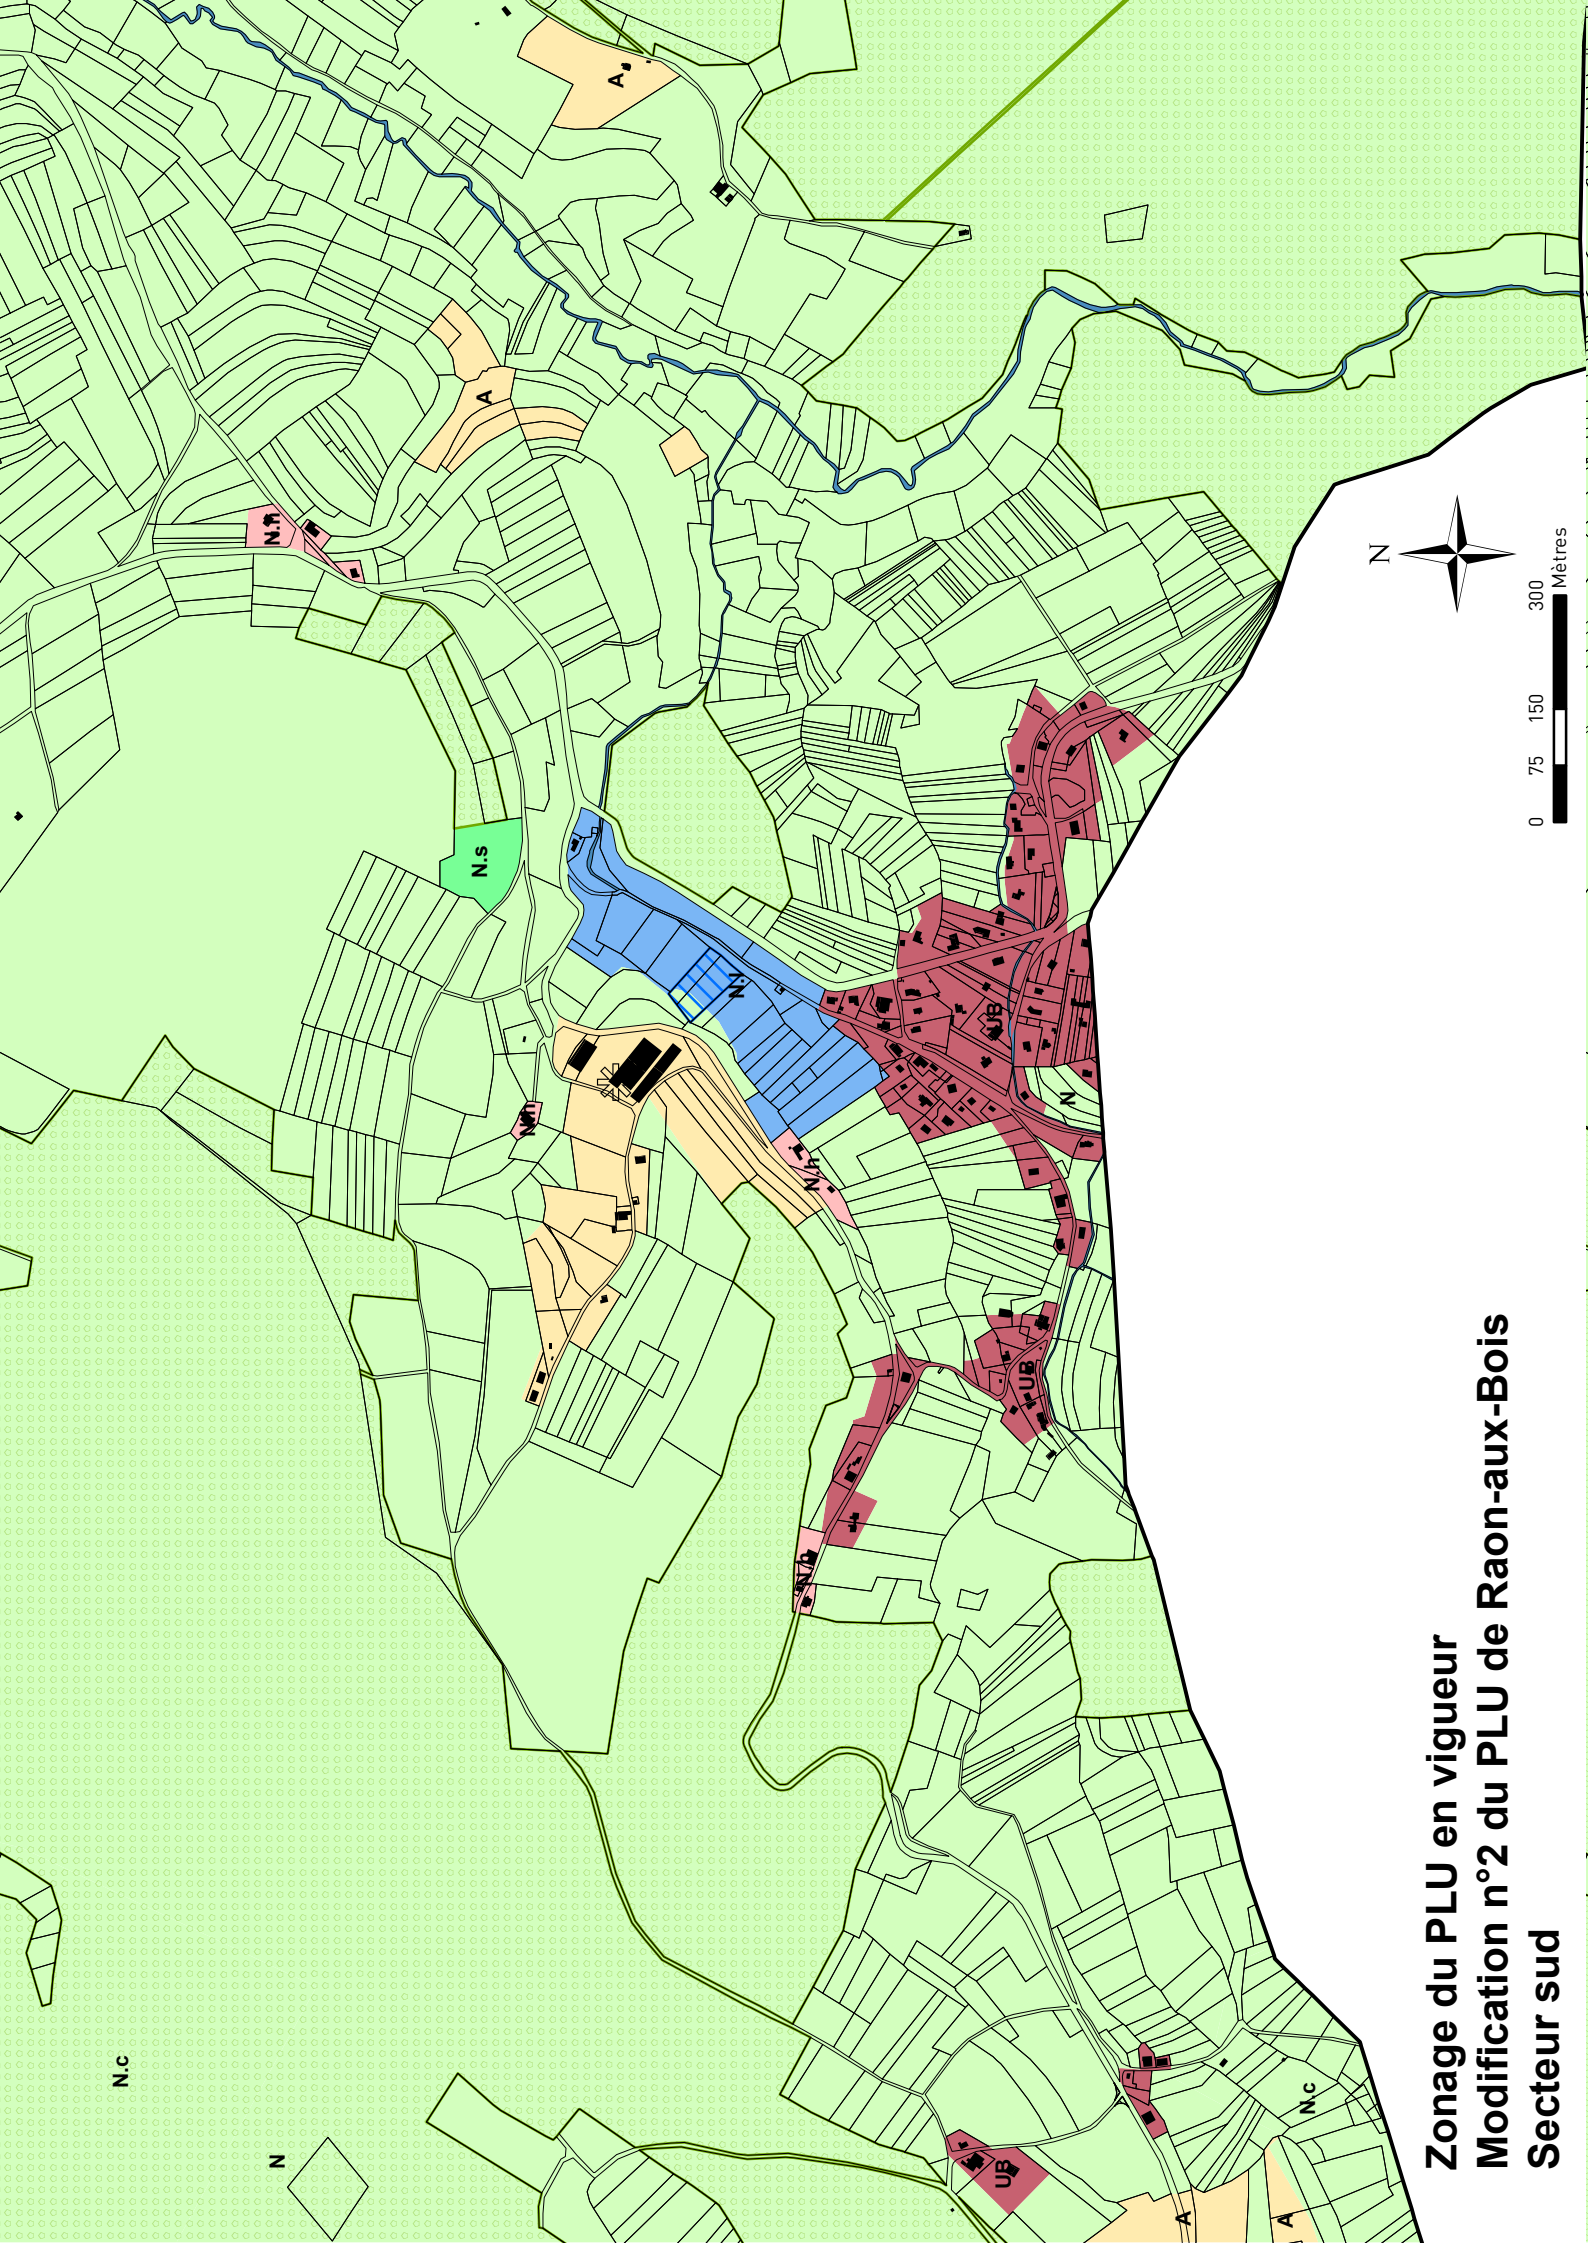 Zonage du PLU en vigueur
Modification n°2 du PLU de Raon-aux-Bois
Secteur sud
0 75 150 300
Mètres
N
N.c
N
UB
A
A
N.c
N.h
UB
N.h
N.h
N
UB
N.l
N.s
N.h
A
A